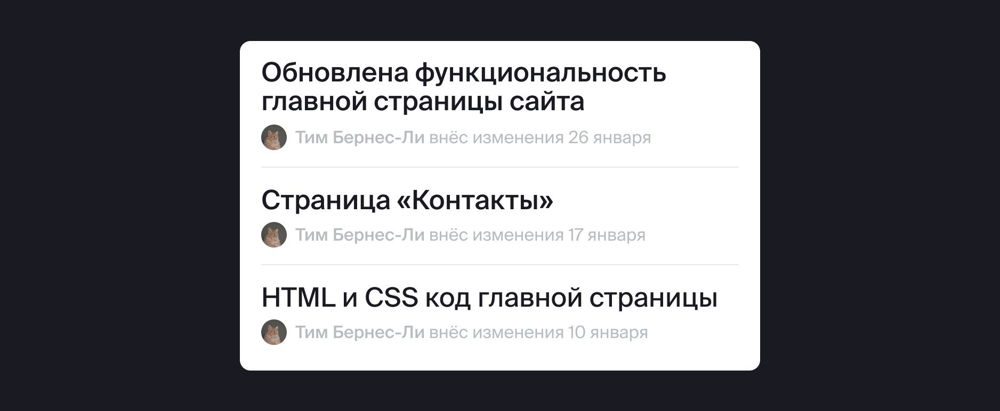 Обновлена функциональность
главной страницы сайта
Тим Бернес-Ли внёс изменения 26 января
Страница «Контакты»
Тим Бернес-Ли внёс изменения 17 января
HTML и CSS код главной страницы
Тим Бернес-Ли внёс изменения 10 января